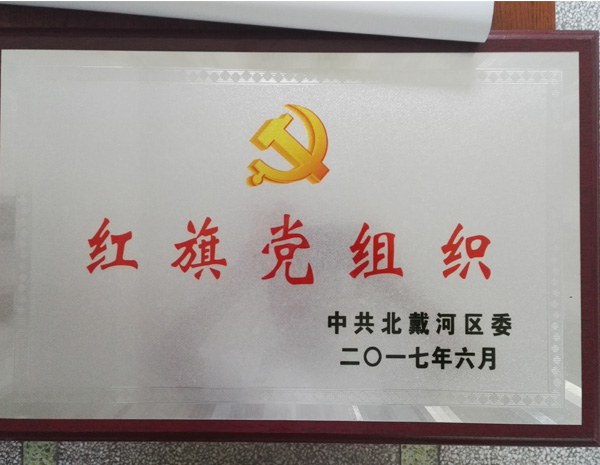 红旗党组织
中共北戴河区委
二〇一七年六月